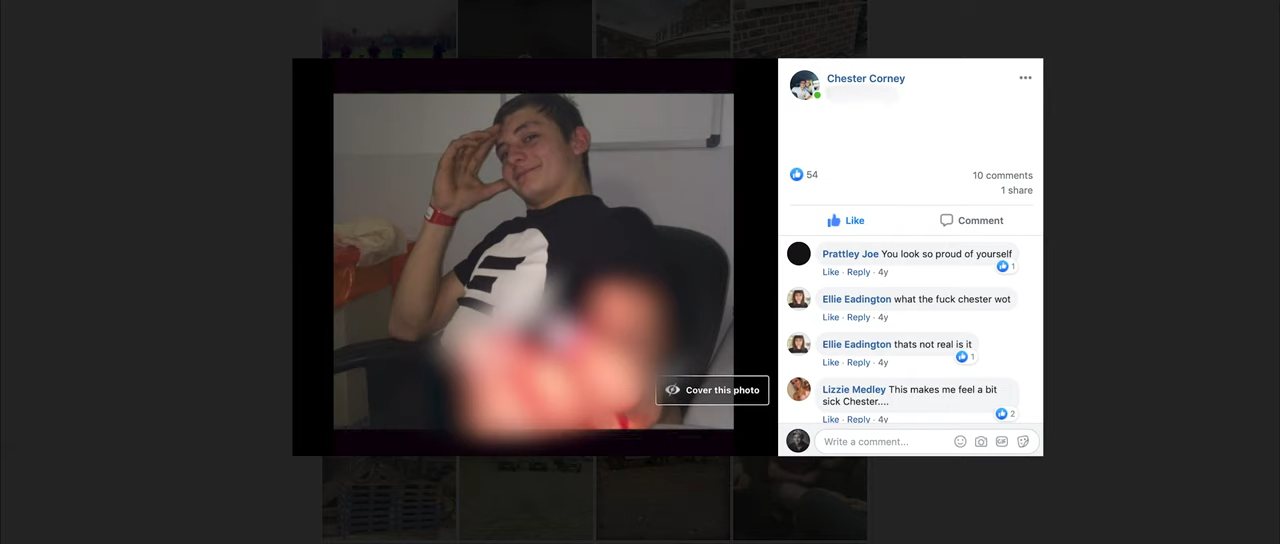 Chester Corney
54
10 comments
1 share
Like
Comment
Prattley Joe You look so proud of yourself
1
Like · Reply · 4y
Ellie Eadington what the fuck chester wot
Like · Reply · 4y
Ellie Eadington thats not real is it
1
Like · Reply · 4y
Lizzie Medley This makes me feel a bit
sick Chester....
2
Like · Reply · 4y
Cover this photo
Write a comment...
GIF